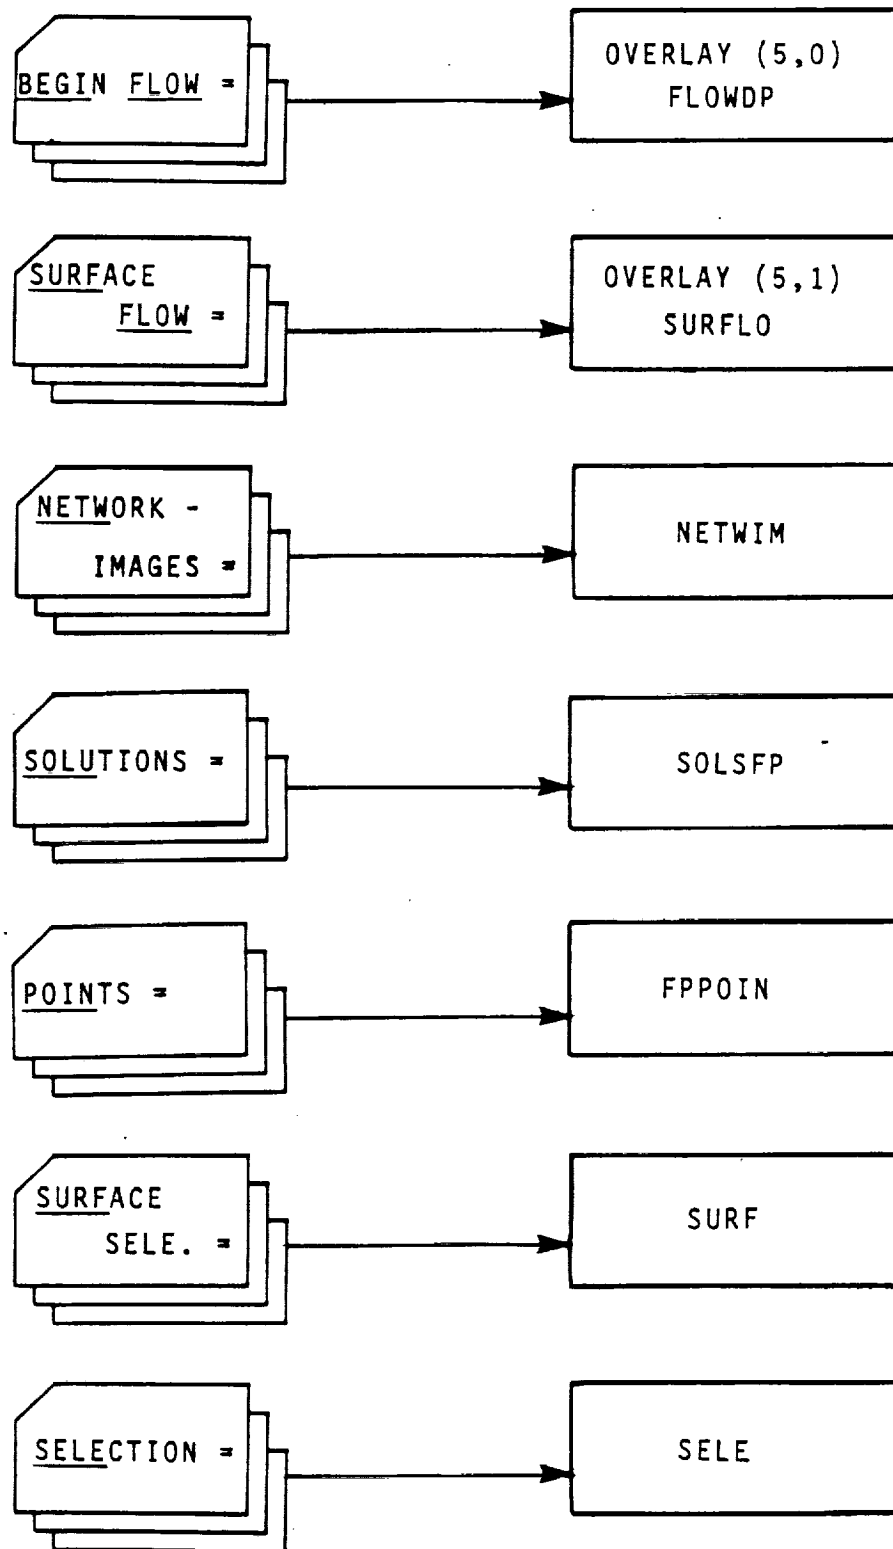 BEGIN FLOW =
OVERLAY (5,0)
FLOWDP
SURFACE
FLOW =
OVERLAY (5,1)
SURFLO
NETWORK -
IMAGES =
NETWIM
SOLUTIONS =
SOLSFP
POINTS =
FPPOIN
SURFACE
SELE. =
SURF
SELECTION =
SELE